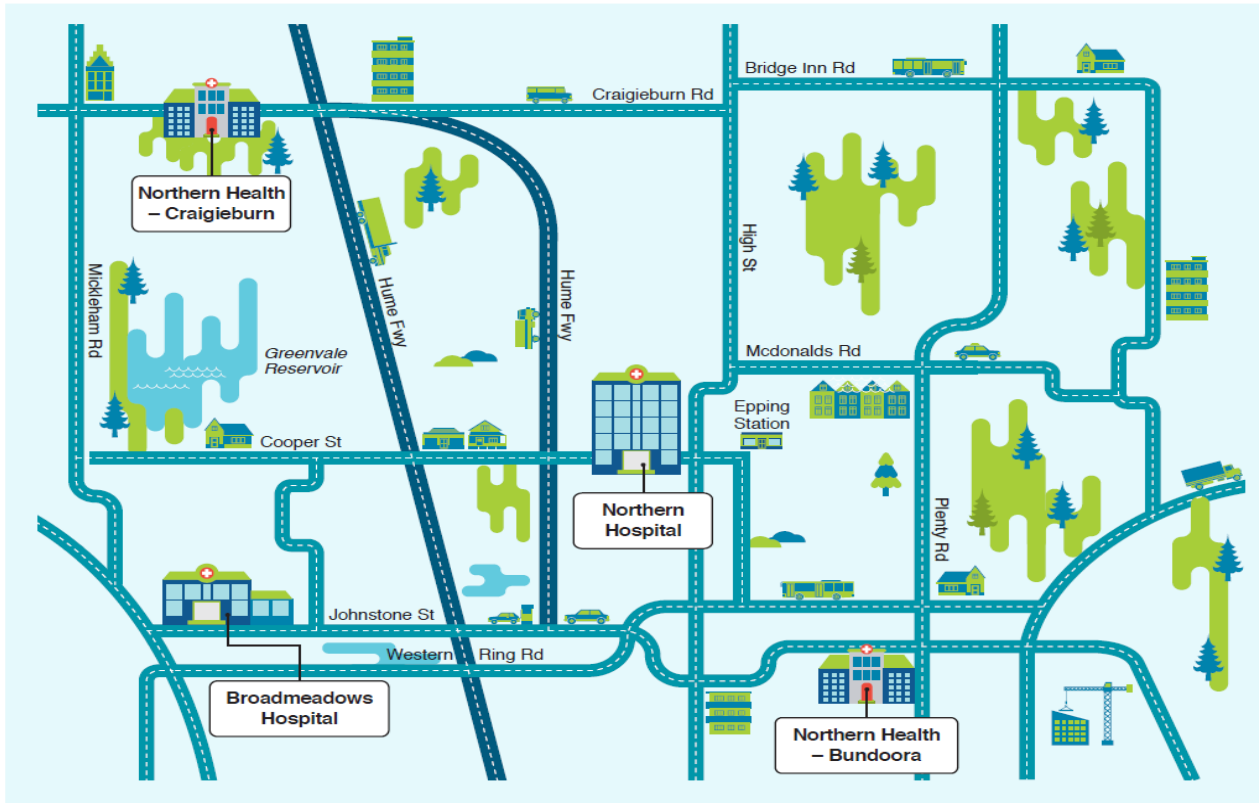 Bridge Inn Rd
Craigieburn Rd
Northern Health
– Craigieburn
High St
Mickleham Rd
Hume Fwy
Hume Fwy
Greenvale
Reservoir
Mcdonalds Rd
Epping
Station
Cooper St
Northern
Hospital
Plenty Rd
Johnstone St
Western Ring Rd
Broadmeadows
Hospital
Northern Health
– Bundoora